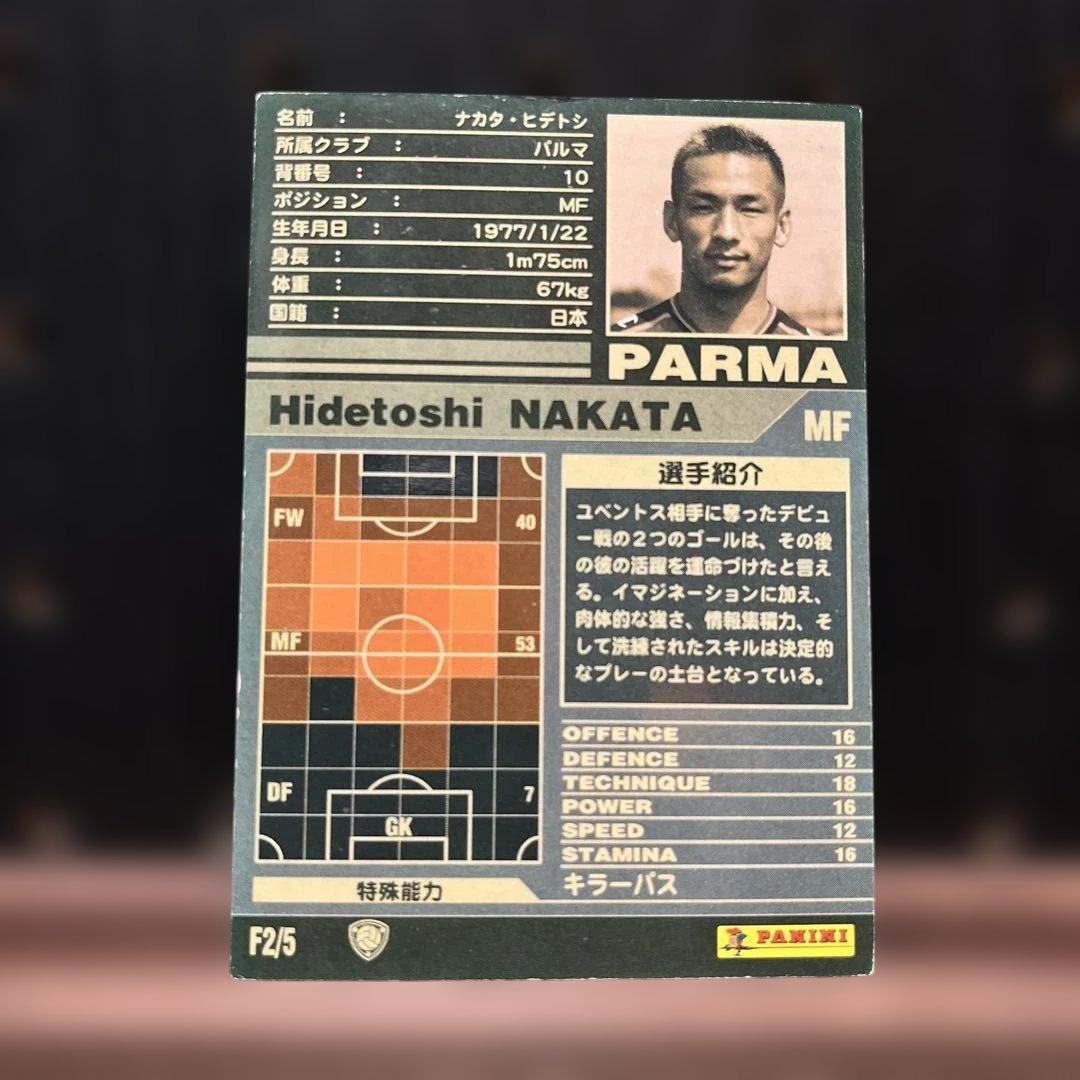 名前 : ナカタ・ヒデトシ
所属クラブ : パルマ
背番号 : 10
ポジション : MF
生年月日 : 1977/1/22
身長 : 1m75cm
体重 : 67kg
国籍 : 日本
PARMA
Hidetoshi NAKATA
MF
FW 40
MF 53
DF 7
GK
選手紹介
ユベントス相手に奪ったデビュ
ー戦の2つのゴールは、その後
の彼の活躍を運命づけたと言え
る。イマジネーションに加え、
肉体的な強さ、情報集積力、そ
して洗練されたスキルは決定的
なプレーの土台となっている。
OFFENCE 16
DEFENCE 12
TECHNIQUE 18
POWER 16
SPEED 12
STAMINA 16
特殊能力 キラーパス
F2/5
PANINI